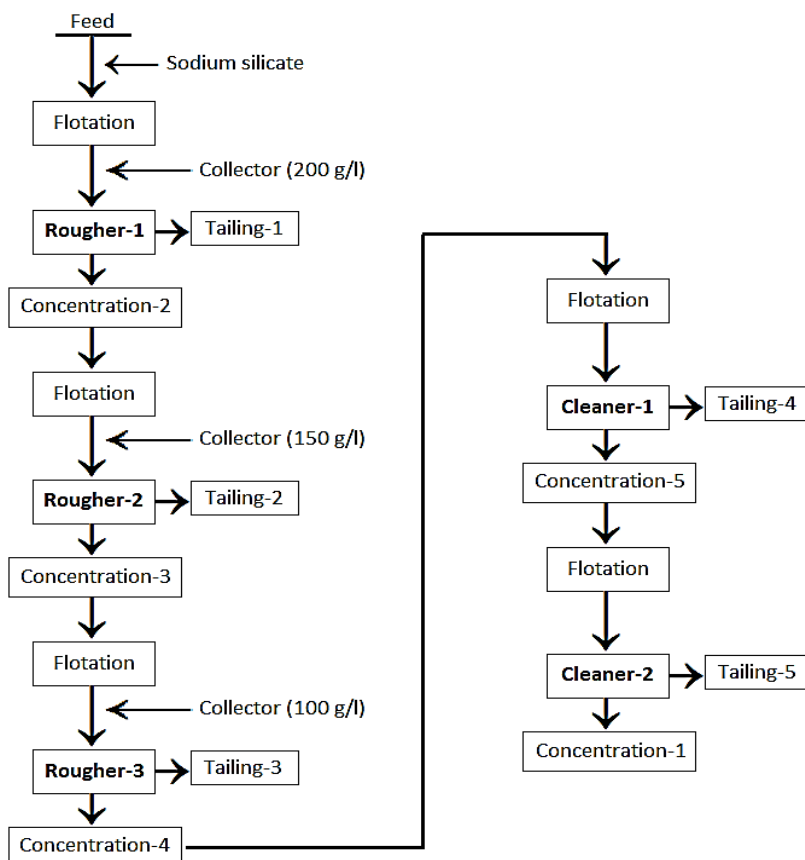 Feed
Sodium silicate
Flotation
Collector (200 g/l)
Rougher-1
Tailing-1
Concentration-2
Flotation
Collector (150 g/l)
Rougher-2
Tailing-2
Concentration-3
Flotation
Collector (100 g/l)
Rougher-3
Tailing-3
Concentration-4
Flotation
Cleaner-1
Tailing-4
Concentration-5
Flotation
Cleaner-2
Tailing-5
Concentration-1